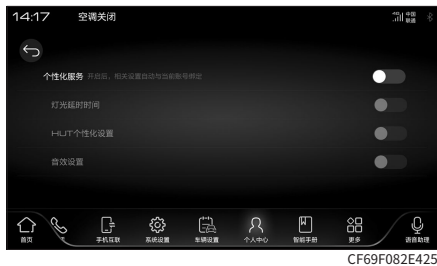 14:17 空调关闭 4G 中国联通
个性化服务 开启后，相关设置自动与当前账号绑定
灯光延时时间
HUT个性化设置
音效设置
首页 手机互联 系统设置 车辆设置 个人中心 智能手册 更多 语音助理
CF69F082E425